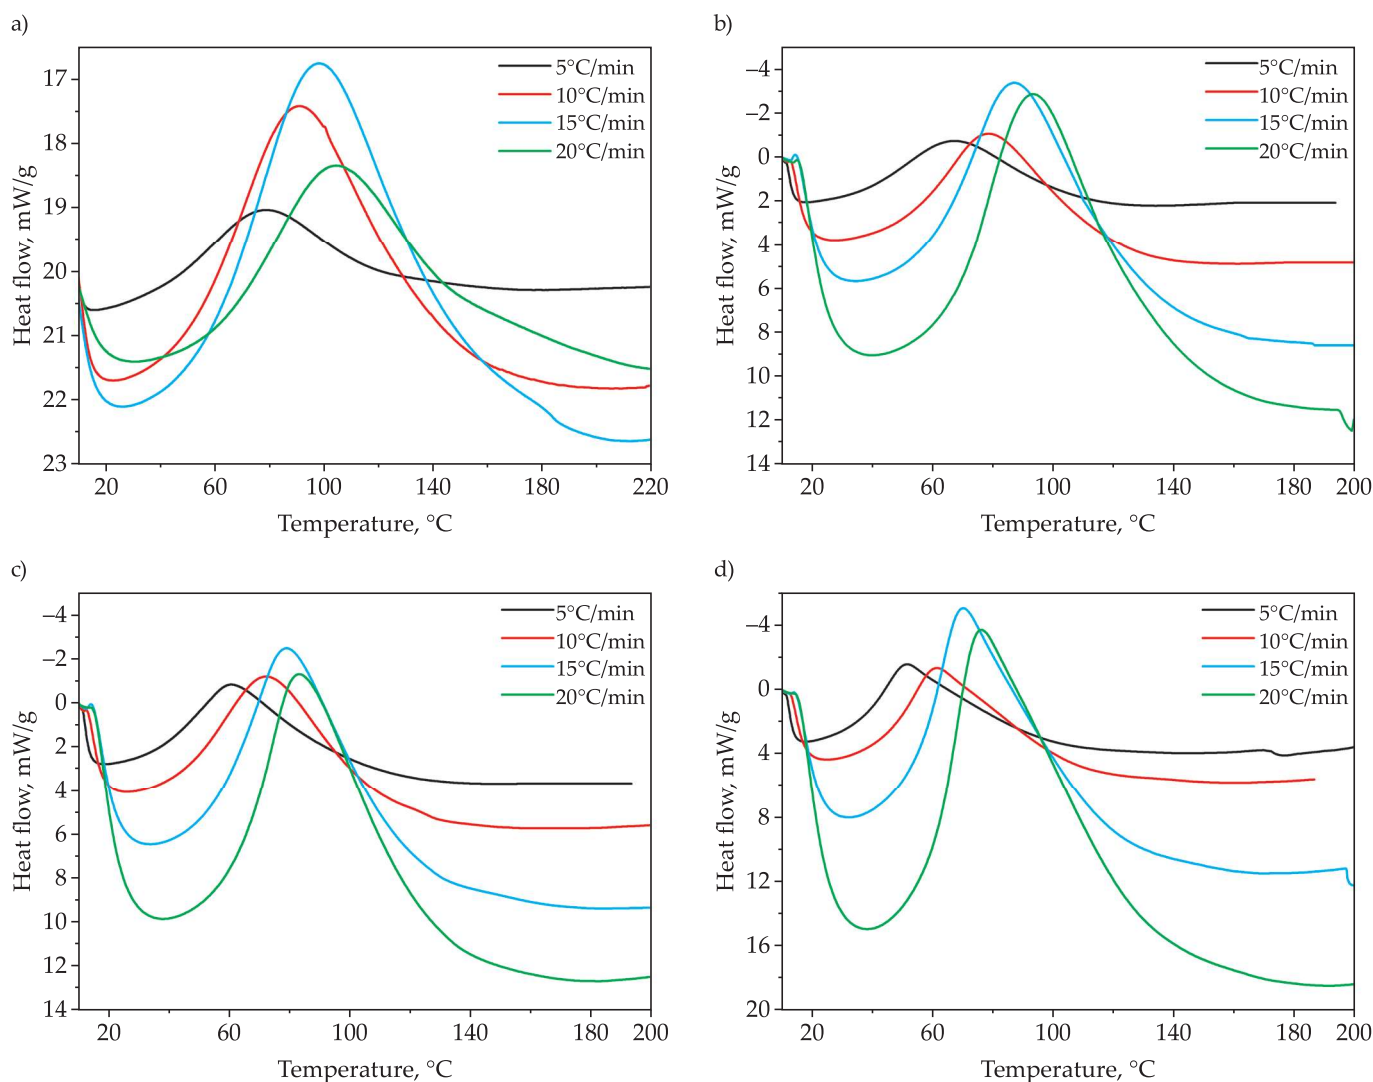 a)
5°C/min
10°C/min
15°C/min
20°C/min
17
18
19
20
21
22
23
Heat flow, mW/g
20
60
100
140
180
220
Temperature, °C
b)
5°C/min
10°C/min
15°C/min
20°C/min
–4
–2
0
2
4
6
8
10
12
14
Heat flow, mW/g
20
60
100
140
180
200
Temperature, °C
c)
5°C/min
10°C/min
15°C/min
20°C/min
–4
–2
0
2
4
6
8
10
12
14
Heat flow, mW/g
20
60
100
140
180
200
Temperature, °C
d)
5°C/min
10°C/min
15°C/min
20°C/min
–4
0
4
8
12
16
20
Heat flow, mW/g
20
60
100
140
180
200
Temperature, °C